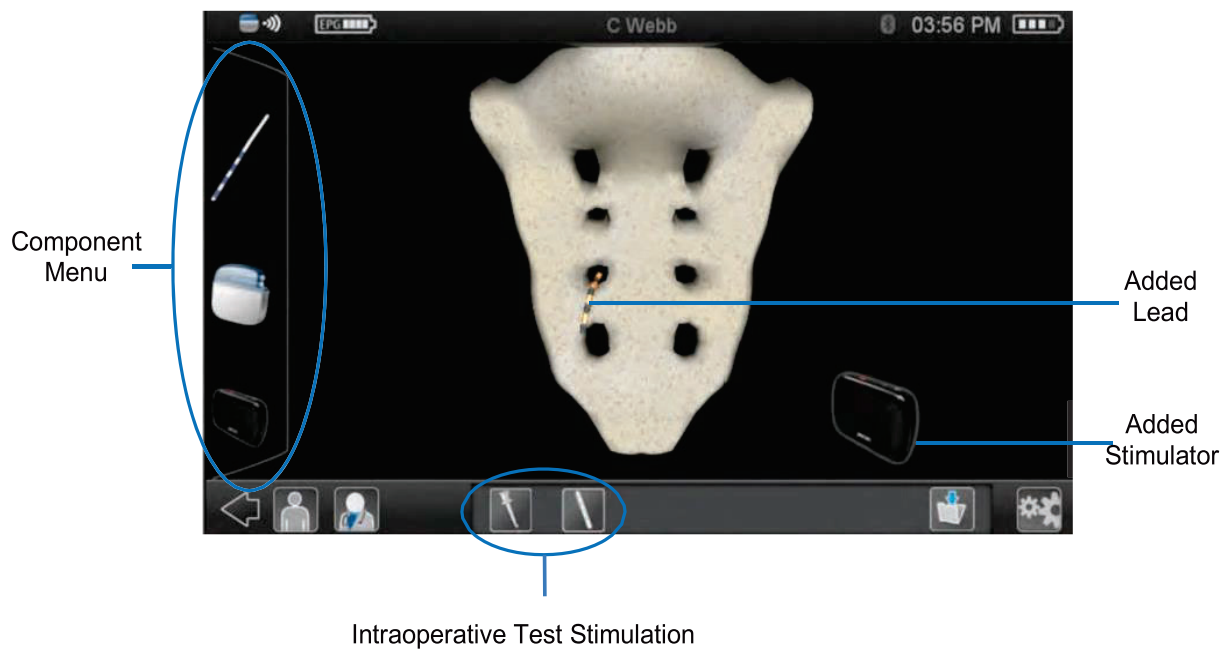 EPG
C Webb
03:56 PM
Component
Menu
Added
Lead
Added
Stimulator
Intraoperative Test Stimulation